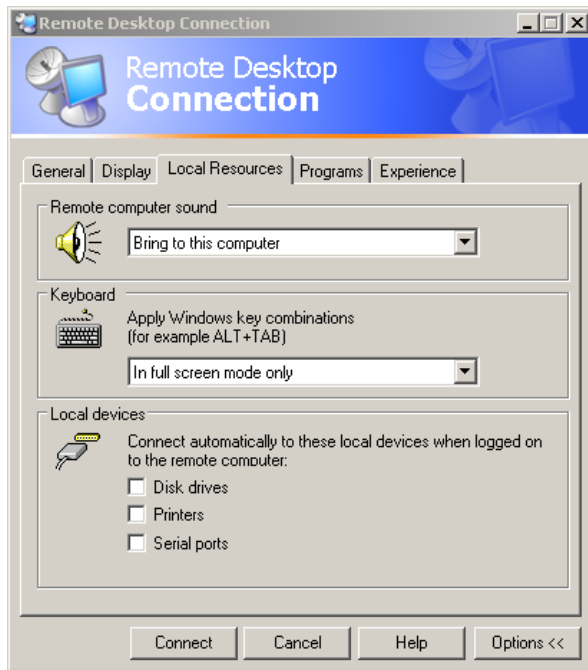 Remote Desktop Connection
Remote Desktop
Connection
General Display Local Resources Programs Experience
Remote computer sound
Bring to this computer
Keyboard
Apply Windows key combinations
(for example ALT+TAB)
In full screen mode only
Local devices
Connect automatically to these local devices when logged on
to the remote computer:
Disk drives
Printers
Serial ports
Connect Cancel Help Options <<